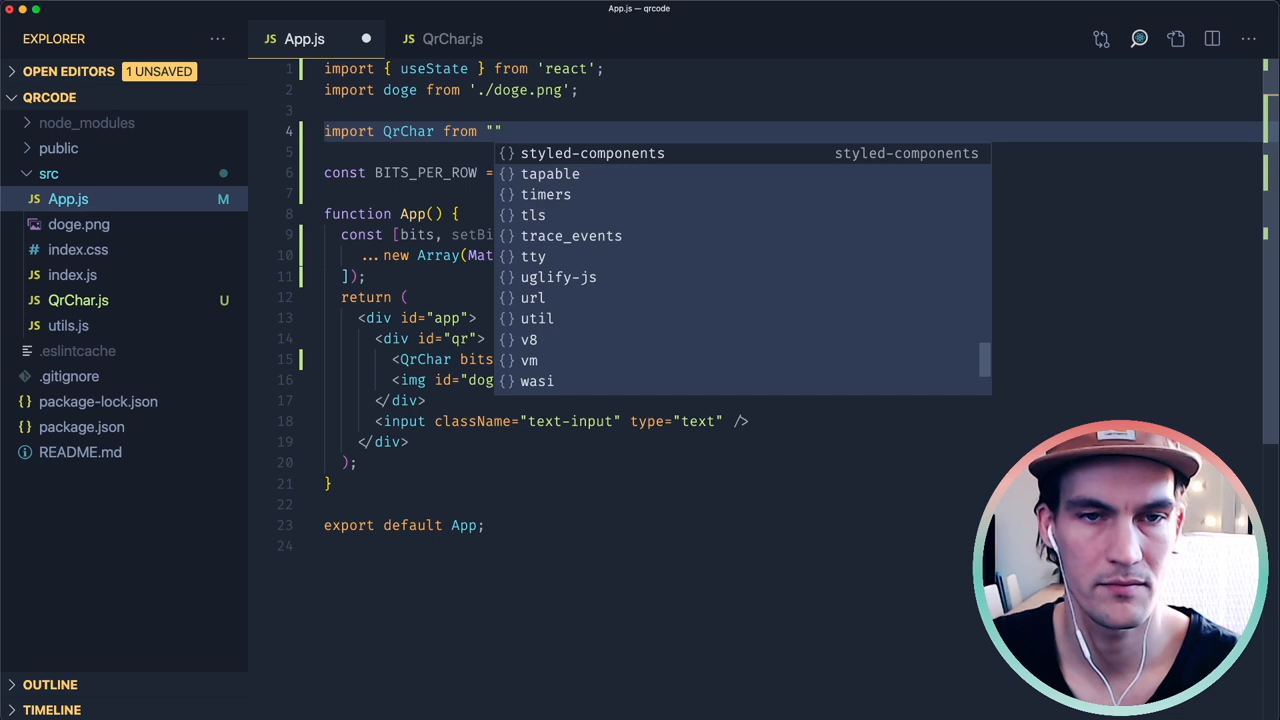 App.js — qrcode
EXPLORER
OPEN EDITORS 1 UNSAVED
QRCODE
node_modules
public
src
JS App.js M
doge.png
# index.css
JS index.js
JS QrChar.js U
JS utils.js
.eslintcache
.gitignore
{} package-lock.json
{} package.json
README.md
OUTLINE
TIMELINE
JS App.js
JS QrChar.js
1 import { useState } from 'react';
2 import doge from './doge.png';
3
4 import QrChar from ""
5
6 const BITS_PER_ROW =
7
8 function App() {
9 const [bits, setBi
10 ...new Array(Mat
11 ]);
12 return (
13 <div id="app">
14 <div id="qr">
15 <QrChar bits
16 <img id="dog
17 </div>
18 <input className="text-input" type="text" />
19 </div>
20 );
21 }
22
23 export default App;
24
{} styled-components styled-components
{} tapable
{} timers
{} tls
{} trace_events
{} tty
{} uglify-js
{} url
{} util
{} v8
{} vm
{} wasi